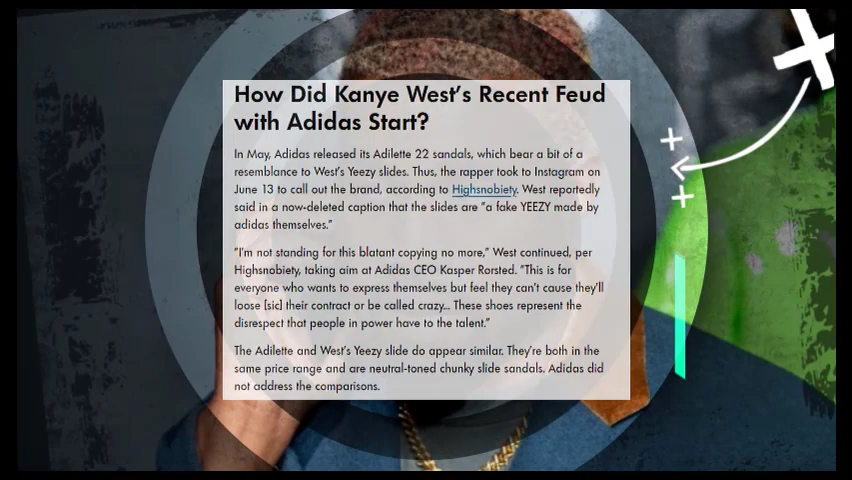 How Did Kanye West's Recent Feud
with Adidas Start?
In May, Adidas released its Adilette 22 sandals, which bear a bit of a
resemblance to West's Yeezy slides. Thus, the rapper took to Instagram on
June 13 to call out the brand, according to Highsnobiety. West reportedly
said in a now-deleted caption that the slides are "a fake YEEZY made by
adidas themselves."
"I'm not standing for this blatant copying no more," West continued, per
Highsnobiety, taking aim at Adidas CEO Kasper Rørsted. "This is for
everyone who wants to express themselves but feel they can't cause they'll
loose [sic] their contract or be called crazy... These shoes represent the
disrespect that people in power have to the talent."
The Adilette and West's Yeezy slide do appear similar. They're both in the
same price range and are neutral-toned chunky slide sandals. Adidas did
not address the comparisons.